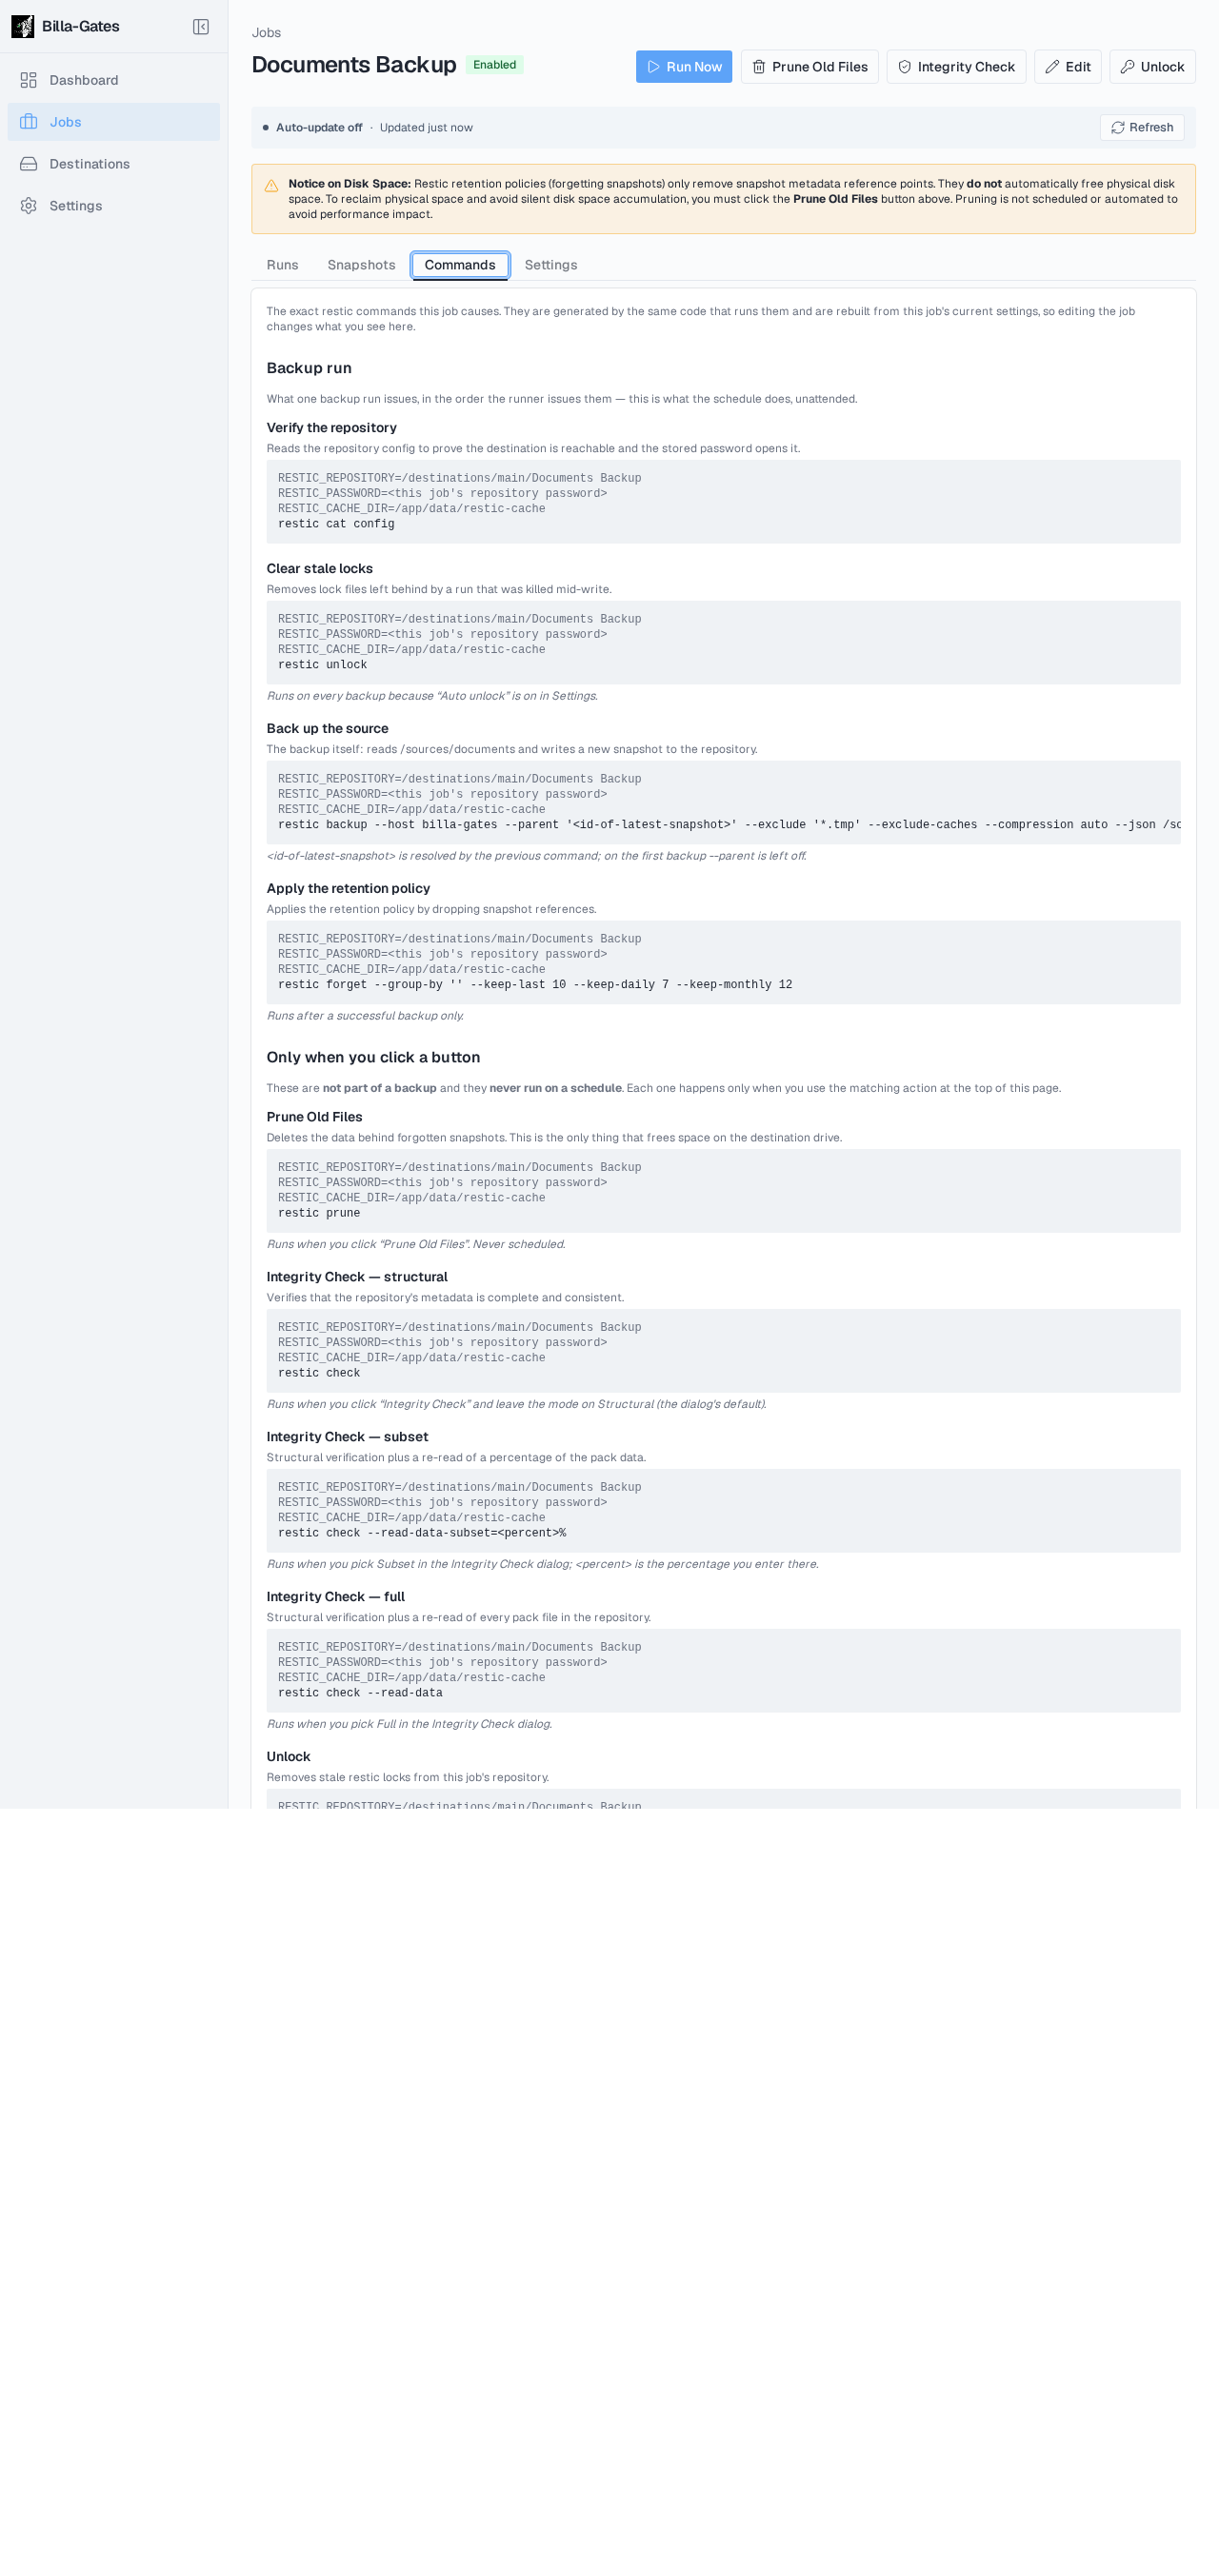 Billa-Gates
Dashboard
Jobs
Destinations
Settings
Jobs
Documents Backup Enabled
Run Now Prune Old Files Integrity Check Edit Unlock
Auto-update off · Updated just now
Refresh
Notice on Disk Space: Restic retention policies (forgetting snapshots) only remove snapshot metadata reference points. They do not automatically free physical disk
space. To reclaim physical space and avoid silent disk space accumulation, you must click the Prune Old Files button above. Pruning is not scheduled or automated to
avoid performance impact.
Runs Snapshots Commands Settings
The exact restic commands this job causes. They are generated by the same code that runs them and are rebuilt from this job's current settings, so editing the job
changes what you see here.
Backup run
What one backup run issues, in the order the runner issues them — this is what the schedule does, unattended.
Verify the repository
Reads the repository config to prove the destination is reachable and the stored password opens it.
RESTIC_REPOSITORY=/destinations/main/Documents Backup
RESTIC_PASSWORD=<this job's repository password>
RESTIC_CACHE_DIR=/app/data/restic-cache
restic cat config
Clear stale locks
Removes lock files left behind by a run that was killed mid-write.
RESTIC_REPOSITORY=/destinations/main/Documents Backup
RESTIC_PASSWORD=<this job's repository password>
RESTIC_CACHE_DIR=/app/data/restic-cache
restic unlock
Runs on every backup because “Auto unlock” is on in Settings.
Back up the source
The backup itself: reads /sources/documents and writes a new snapshot to the repository.
RESTIC_REPOSITORY=/destinations/main/Documents Backup
RESTIC_PASSWORD=<this job's repository password>
RESTIC_CACHE_DIR=/app/data/restic-cache
restic backup --host billa-gates --parent '<id-of-latest-snapshot>' --exclude '*.tmp' --exclude-caches --compression auto --json /so
<id-of-latest-snapshot> is resolved by the previous command; on the first backup --parent is left off.
Apply the retention policy
Applies the retention policy by dropping snapshot references.
RESTIC_REPOSITORY=/destinations/main/Documents Backup
RESTIC_PASSWORD=<this job's repository password>
RESTIC_CACHE_DIR=/app/data/restic-cache
restic forget --group-by '' --keep-last 10 --keep-daily 7 --keep-monthly 12
Runs after a successful backup only.
Only when you click a button
These are not part of a backup and they never run on a schedule. Each one happens only when you use the matching action at the top of this page.
Prune Old Files
Deletes the data behind forgotten snapshots. This is the only thing that frees space on the destination drive.
RESTIC_REPOSITORY=/destinations/main/Documents Backup
RESTIC_PASSWORD=<this job's repository password>
RESTIC_CACHE_DIR=/app/data/restic-cache
restic prune
Runs when you click “Prune Old Files”. Never scheduled.
Integrity Check — structural
Verifies that the repository's metadata is complete and consistent.
RESTIC_REPOSITORY=/destinations/main/Documents Backup
RESTIC_PASSWORD=<this job's repository password>
RESTIC_CACHE_DIR=/app/data/restic-cache
restic check
Runs when you click “Integrity Check” and leave the mode on Structural (the dialog's default).
Integrity Check — subset
Structural verification plus a re-read of a percentage of the pack data.
RESTIC_REPOSITORY=/destinations/main/Documents Backup
RESTIC_PASSWORD=<this job's repository password>
RESTIC_CACHE_DIR=/app/data/restic-cache
restic check --read-data-subset=<percent>%
Runs when you pick Subset in the Integrity Check dialog; <percent> is the percentage you enter there.
Integrity Check — full
Structural verification plus a re-read of every pack file in the repository.
RESTIC_REPOSITORY=/destinations/main/Documents Backup
RESTIC_PASSWORD=<this job's repository password>
RESTIC_CACHE_DIR=/app/data/restic-cache
restic check --read-data
Runs when you pick Full in the Integrity Check dialog.
Unlock
Removes stale restic locks from this job's repository.
RESTIC_REPOSITORY=/destinations/main/Documents Backup